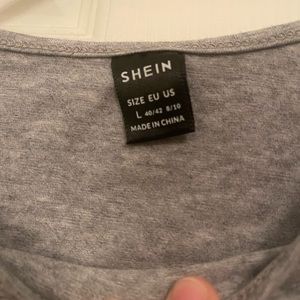 SHEIN
SIZE EU US
L 40/42 8/10
MADE IN CHINA